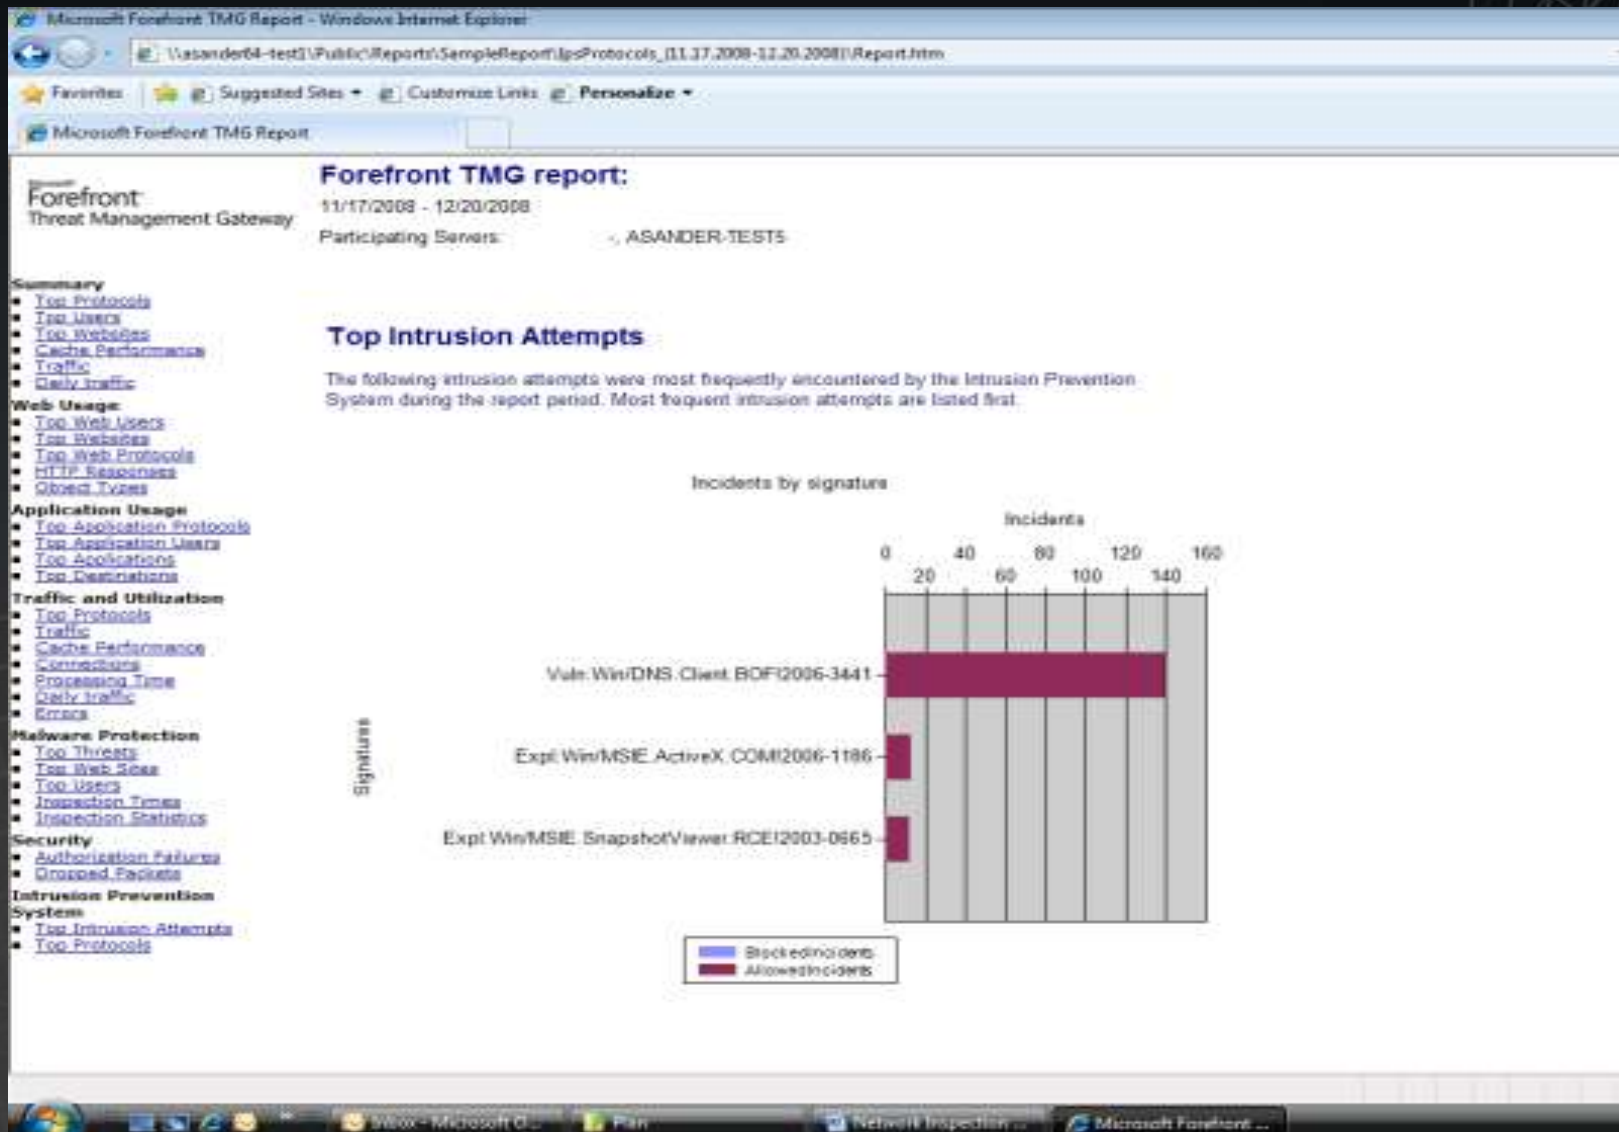 Microsoft Forefront TMG Report - Windows Internet Explorer
\\asander64-test1\Public\Reports\SampleReport\IpsProtocols_(11.17.2008-12.20.2008)\Report.htm
Favorites Suggested Sites Customize Links Personalize
Microsoft Forefront TMG Report
Microsoft
Forefront
Threat Management Gateway
Forefront TMG report:
11/17/2008 - 12/20/2008
Participating Servers: -, ASANDER-TEST5
Summary
Top Protocols
Top Users
Top Websites
Cache Performance
Traffic
Daily traffic
Web Usage
Top Web Users
Top Websites
Top Web Protocols
HTTP Responses
Object Types
Application Usage
Top Application Protocols
Top Application Users
Top Applications
Top Destinations
Traffic and Utilization
Top Protocols
Traffic
Cache Performance
Connections
Processing Time
Daily traffic
Errors
Malware Protection
Top Threats
Top Web Sites
Top Users
Inspection Times
Inspection Statistics
Security
Authorization Failures
Dropped Packets
Intrusion Prevention
System
Top Intrusion Attempts
Top Protocols
Top Intrusion Attempts
The following intrusion attempts were most frequently encountered by the Intrusion Prevention
System during the report period. Most frequent intrusion attempts are listed first.
Incidents by signature
Incidents
0 40 80 120 160
20 60 100 140
Signatures
Vuln:Win/DNS.Client.BOF!2006-3441
Expl:Win/MSIE.ActiveX.COM!2006-1186
Expl:Win/MSIE.SnapshotViewer.RCE!2003-0665
BlockedIncidents
AllowedIncidents
Inbox - Microsoft O... Plan Network Inspection ... Microsoft Forefront ...